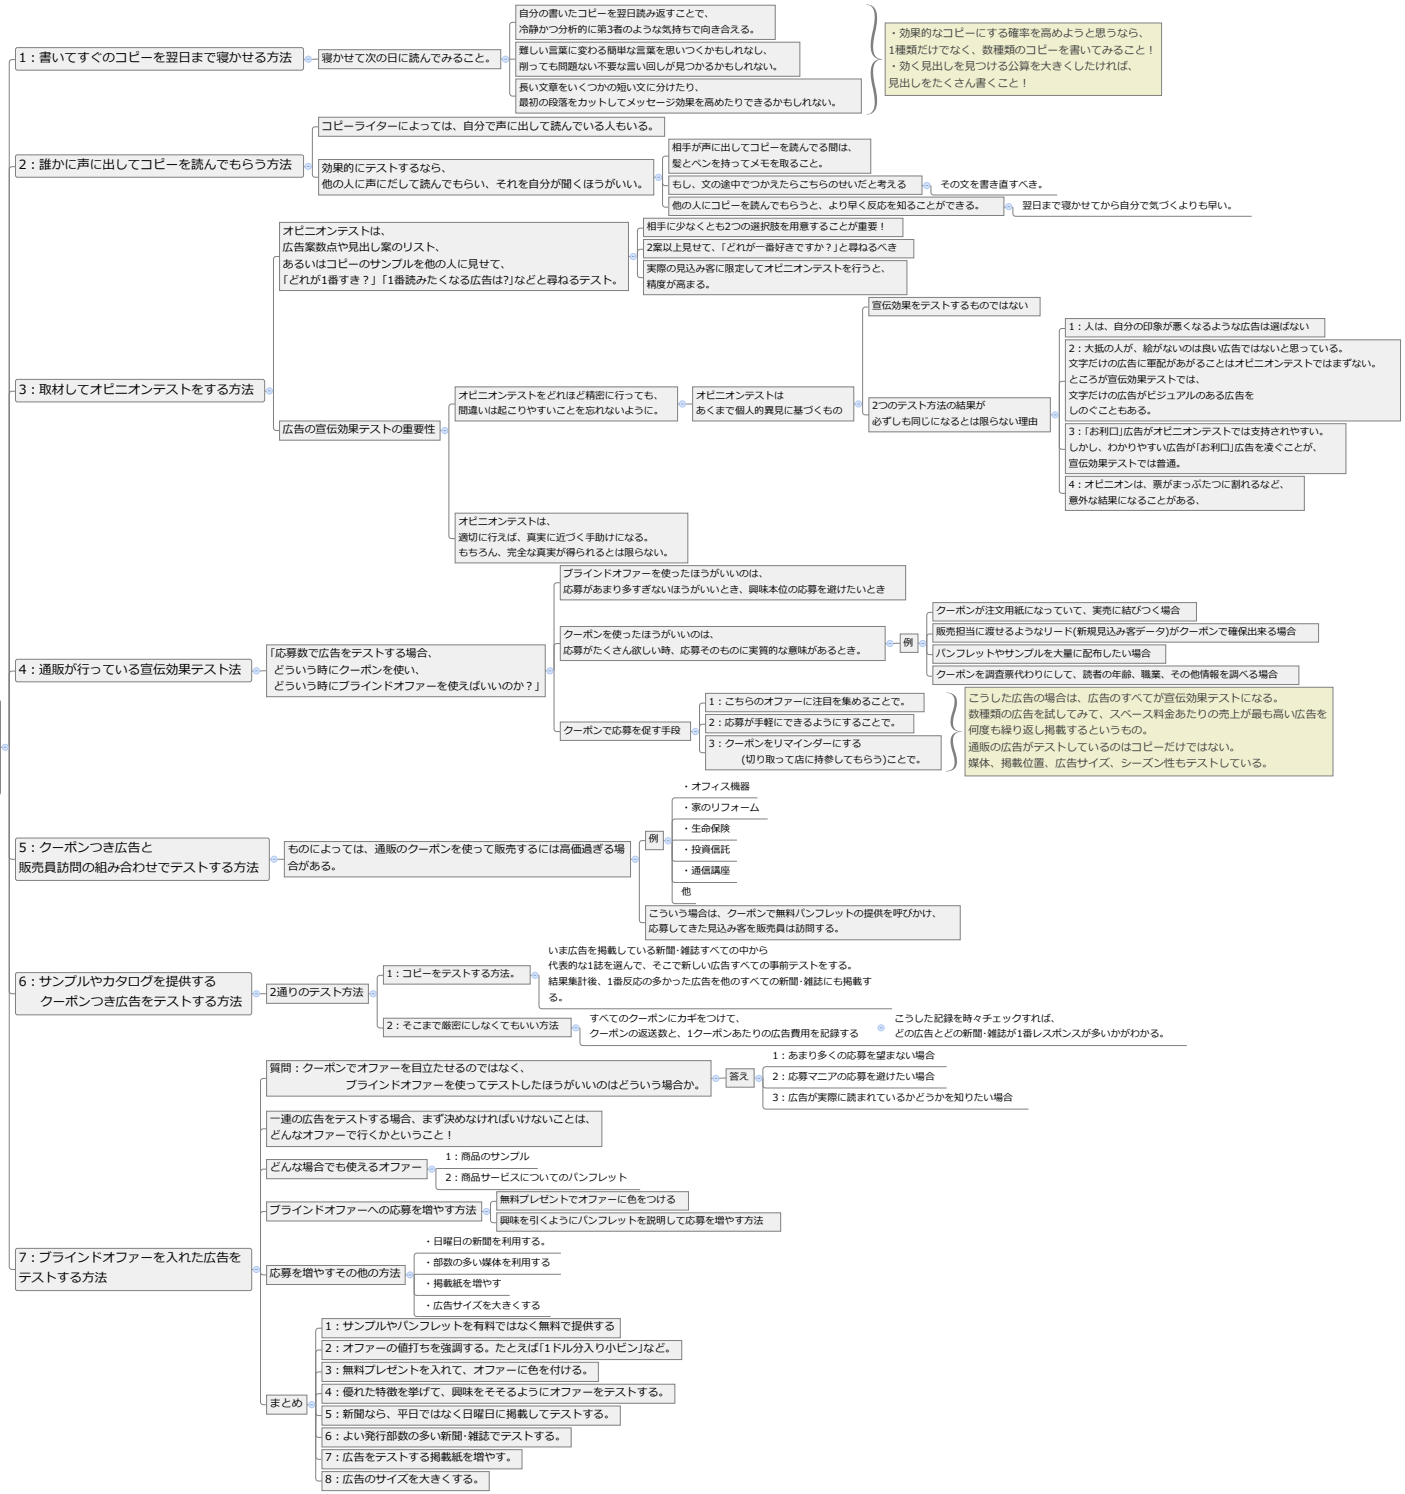 1：書いてすぐのコピーを翌日まで寝かせる方法
寝かせて次の日に読んでみること。
自分の書いたコピーを翌日読み返すことで、
冷静かつ分析的に第3者のような気持ちで向き合える。
難しい言葉に変わる簡単な言葉を思いつくかもしれなし、
削っても問題ない不要な言い回しが見つかるかもしれない。
長い文章をいくつかの短い文に分けたり、
最初の段落をカットしてメッセージ効果を高めたりできるかもしれない。
・効果的なコピーにする確率を高めようと思うなら、
1種類だけでなく、数種類のコピーを書いてみること！
・効く見出しを見つける公算を大きくしたければ、
見出しをたくさん書くこと！
2：誰かに声に出してコピーを読んでもらう方法
コピーライターによっては、自分で声に出して読んでいる人もいる。
効果的にテストするなら、
他の人に声にだして読んでもらい、それを自分が聞くほうがいい。
相手が声に出してコピーを読んでる間は、
髪とペンを持ってメモを取ること。
もし、文の途中でつかえたらこちらのせいだと考える
その文を書き直すべき。
他の人にコピーを読んでもらうと、より早く反応を知ることができる。
翌日まで寝かせてから自分で気づくよりも早い。
3：取材してオピニオンテストをする方法
オピニオンテストは、
広告案数点や見出し案のリスト、
あるいはコピーのサンプルを他の人に見せて、
｢どれが1番すき？｣｢1番読みたくなる広告は?｣などと尋ねるテスト。
相手に少なくとも2つの選択肢を用意することが重要！
2案以上見せて、｢どれが一番好きですか？｣と尋ねるべき
実際の見込み客に限定してオピニオンテストを行うと、
精度が高まる。
広告の宣伝効果テストの重要性
オピニオンテストをどれほど精密に行っても、
間違いは起こりやすいことを忘れないように。
オピニオンテストは
あくまで個人的異見に基づくもの
宣伝効果をテストするものではない
2つのテスト方法の結果が
必ずしも同じになるとは限らない理由
1：人は、自分の印象が悪くなるような広告は選ばない
2：大抵の人が、絵がないのは良い広告ではないと思っている。
文字だけの広告に軍配があがることはオピニオンテストではまずない。
ところが宣伝効果テストでは、
文字だけの広告がビジュアルのある広告を
しのぐこともある。
3：｢お利口｣広告がオピニオンテストでは支持されやすい。
しかし、わかりやすい広告が｢お利口｣広告を凌ぐことが、
宣伝効果テストでは普通。
4：オピニオンは、票がまっぷたつに割れるなど、
意外な結果になることがある、
オピニオンテストは、
適切に行えば、真実に近づく手助けになる。
もちろん、完全な真実が得られるとは限らない。
4：通販が行っている宣伝効果テスト法
｢応募数で広告をテストする場合、
どういう時にクーポンを使い、
どういう時にブラインドオファーを使えばいいのか？｣
ブラインドオファーを使ったほうがいいのは、
応募があまり多すぎないほうがいいとき、興味本位の応募を避けたいとき
クーポンを使ったほうがいいのは、
応募がたくさん欲しい時、応募そのものに実質的な意味があるとき。
例
クーポンが注文用紙になっていて、実売に結びつく場合
販売担当に渡せるようなリード(新規見込み客データ)がクーポンで確保出来る場合
パンフレットやサンプルを大量に配布したい場合
クーポンを調査票代わりにして、読者の年齢、職業、その他情報を調べる場合
クーポンで応募を促す手段
1：こちらのオファーに注目を集めることで。
2：応募が手軽にできるようにすることで。
3：クーポンをリマインダーにする
(切り取って店に持参してもらう)ことで。
こうした広告の場合は、広告のすべてが宣伝効果テストになる。
数種類の広告を試してみて、スペース料金あたりの売上が最も高い広告を
何度も繰り返し掲載するというもの。
通販の広告がテストしているのはコピーだけではない。
媒体、掲載位置、広告サイズ、シーズン性もテストしている。
5：クーポンつき広告と
販売員訪問の組み合わせでテストする方法
ものによっては、通販のクーポンを使って販売するには高価過ぎる場
合がある。
例
・オフィス機器
・家のリフォーム
・生命保険
・投資信託
・通信講座
他
こういう場合は、クーポンで無料パンフレットの提供を呼びかけ、
応募してきた見込み客を販売員は訪問する。
6：サンプルやカタログを提供する
クーポンつき広告をテストする方法
2通りのテスト方法
1：コピーをテストする方法。
いま広告を掲載している新聞･雑誌すべての中から
代表的な1誌を選んで、そこで新しい広告すべての事前テストをする。
結果集計後、1番反応の多かった広告を他のすべての新聞･雑誌にも掲載す
る。
2：そこまで厳密にしなくてもいい方法
すべてのクーポンにカギをつけて、
クーポンの返送数と、1クーポンあたりの広告費用を記録する
こうした記録を時々チェックすれば、
どの広告とどの新聞･雑誌が1番レスポンスが多いかがわかる。
7：ブラインドオファーを入れた広告を
テストする方法
質問：クーポンでオファーを目立たせるのではなく、
ブラインドオファーを使ってテストしたほうがいいのはどういう場合か。
答え
1：あまり多くの応募を望まない場合
2：応募マニアの応募を避けたい場合
3：広告が実際に読まれているかどうかを知りたい場合
一連の広告をテストする場合、まず決めなければいけないことは、
どんなオファーで行くかということ！
どんな場合でも使えるオファー
1：商品のサンプル
2：商品サービスについてのパンフレット
ブラインドオファーへの応募を増やす方法
無料プレゼントでオファーに色をつける
興味を引くようにパンフレットを説明して応募を増やす方法
応募を増やすその他の方法
・日曜日の新聞を利用する。
・部数の多い媒体を利用する
・掲載紙を増やす
・広告サイズを大きくする
まとめ
1：サンプルやパンフレットを有料ではなく無料で提供する
2：オファーの値打ちを強調する。たとえば｢1ドル分入り小ビン｣など。
3：無料プレゼントを入れて、オファーに色を付ける。
4：優れた特徴を挙げて、興味をそそるようにオファーをテストする。
5：新聞なら、平日ではなく日曜日に掲載してテストする。
6：よい発行部数の多い新聞･雑誌でテストする。
7：広告をテストする掲載紙を増やす。
8：広告のサイズを大きくする。